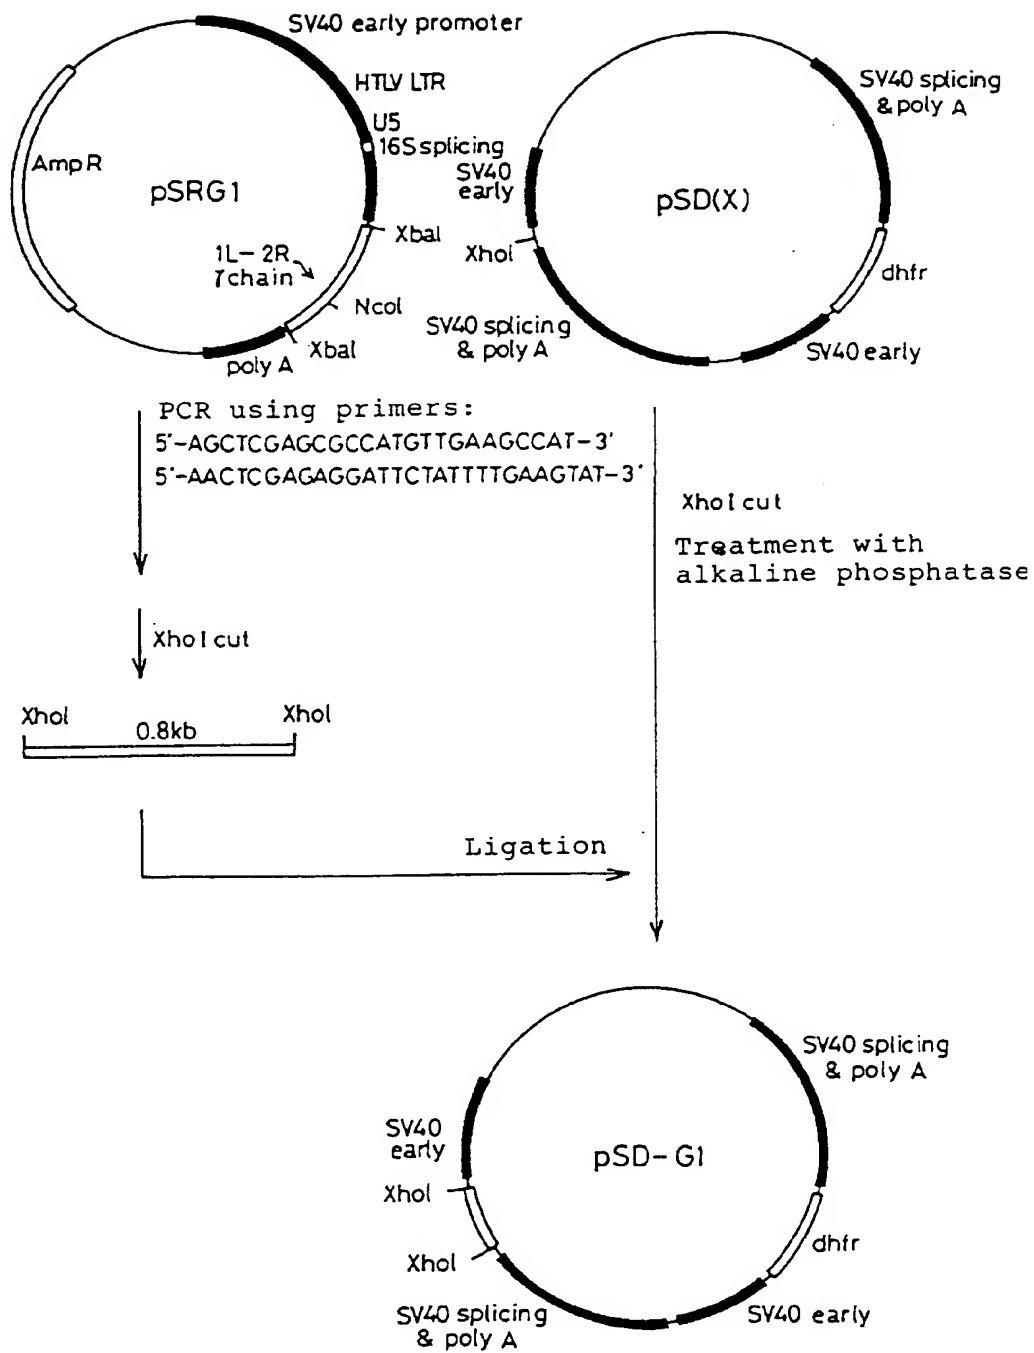 SV40 early promoter
HTLV LTR
U5
16S splicing
AmpR
pSRG1
XbaI
1L-2R
γchain
NcoI
XbaI
poly A
SV40 splicing
& poly A
SV40
early
pSD(X)
XhoI
dhfr
SV40 splicing
& poly A
SV40 early
PCR using primers:
5'-AGCTCGAGCGCCATGTTGAAGCCAT-3'
5'-AACTCGAGAGGATTCTATTTTGAAGTAT-3'
XhoI cut
Treatment with
alkaline phosphatase
XhoI cut
XhoI
XhoI
0.8kb
Ligation
SV40 splicing
& poly A
SV40
early
pSD-G1
XhoI
dhfr
XhoI
SV40 splicing
& poly A
SV40 early